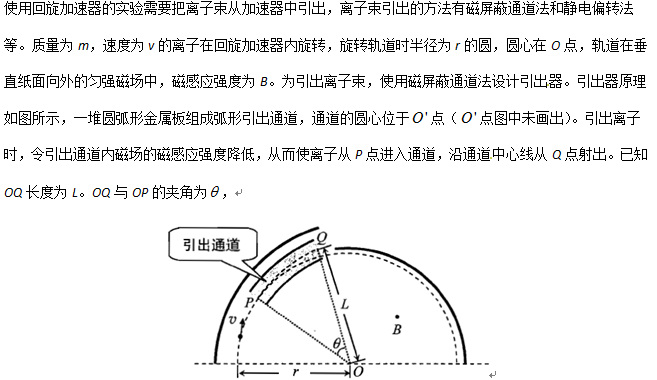 使用回旋加速器的实验需要把离子束从加速器中引出，离子束引出的方法有磁屏蔽通道法和静电偏转法
等。质量为 m，速度为 v 的离子在回旋加速器内旋转，旋转轨道时半径为 r 的圆，圆心在 O 点，轨道在垂
直纸面向外的匀强磁场中，磁感应强度为 B。为引出离子束，使用磁屏蔽通道法设计引出器。引出器原理
如图所示，一堆圆弧形金属板组成弧形引出通道，通道的圆心位于O'点（O'点图中未画出）。引出离子
时，令引出通道内磁场的磁感应强度降低，从而使离子从 P 点进入通道，沿通道中心线从 Q 点射出。已知
OQ 长度为 L。OQ 与 OP 的夹角为θ，
引出通道
Q
P
v
L
B
θ
r
O